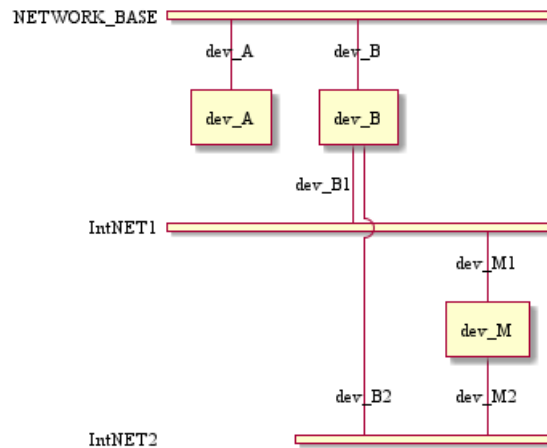 NETWORK_BASE
dev_A
dev_B
dev_A
dev_B
dev_B1
IntNET1
dev_M1
dev_M
dev_B2
dev_M2
IntNET2